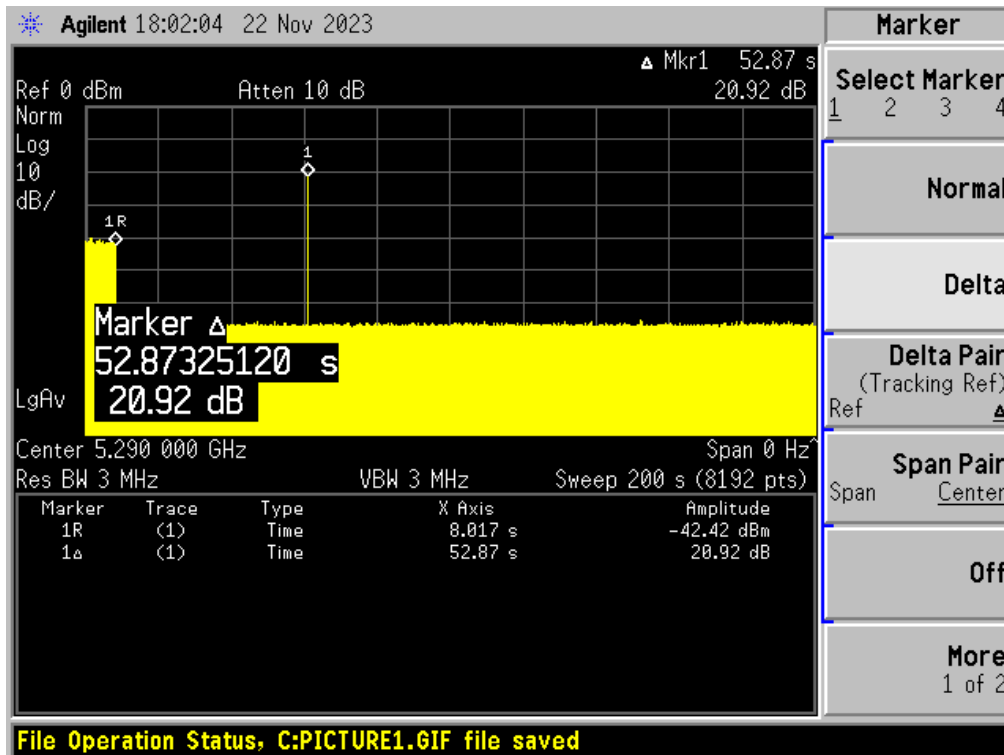 Agilent 18:02:04 22 Nov 2023
Δ Mkr1 52.87 s
Ref 0 dBm Atten 10 dB 20.92 dB
Norm
Log
10
dB/
1
1R
Marker Δ
52.87325120 s
20.92 dB
LgAv
Center 5.290 000 GHz Span 0 Hz^
Res BW 3 MHz VBW 3 MHz Sweep 200 s (8192 pts)
Marker Trace Type X Axis Amplitude
1R (1) Time 8.017 s -42.42 dBm
1Δ (1) Time 52.87 s 20.92 dB
File Operation Status, C:PICTURE1.GIF file saved
Marker
Select Marker
1 2 3 4
Normal
Delta
Delta Pair
(Tracking Ref)
Ref Δ
Span Pair
Span Center
Off
More
1 of 2